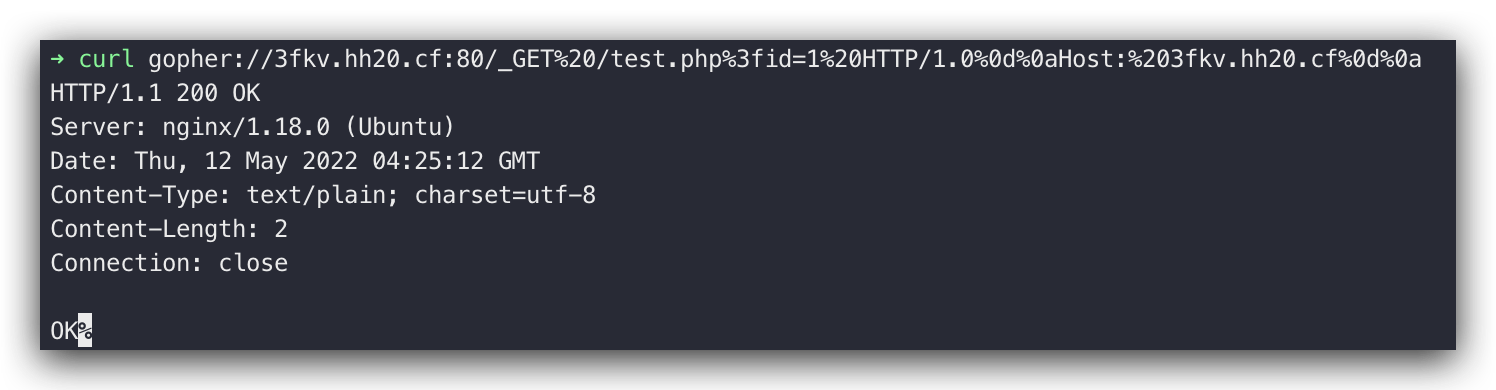 → curl gopher://3fkv.hh20.cf:80/_GET%20/test.php%3fid=1%20HTTP/1.0%0d%0aHost:%203fkv.hh20.cf%0d%0a
HTTP/1.1 200 OK
Server: nginx/1.18.0 (Ubuntu)
Date: Thu, 12 May 2022 04:25:12 GMT
Content-Type: text/plain; charset=utf-8
Content-Length: 2
Connection: close
OK%